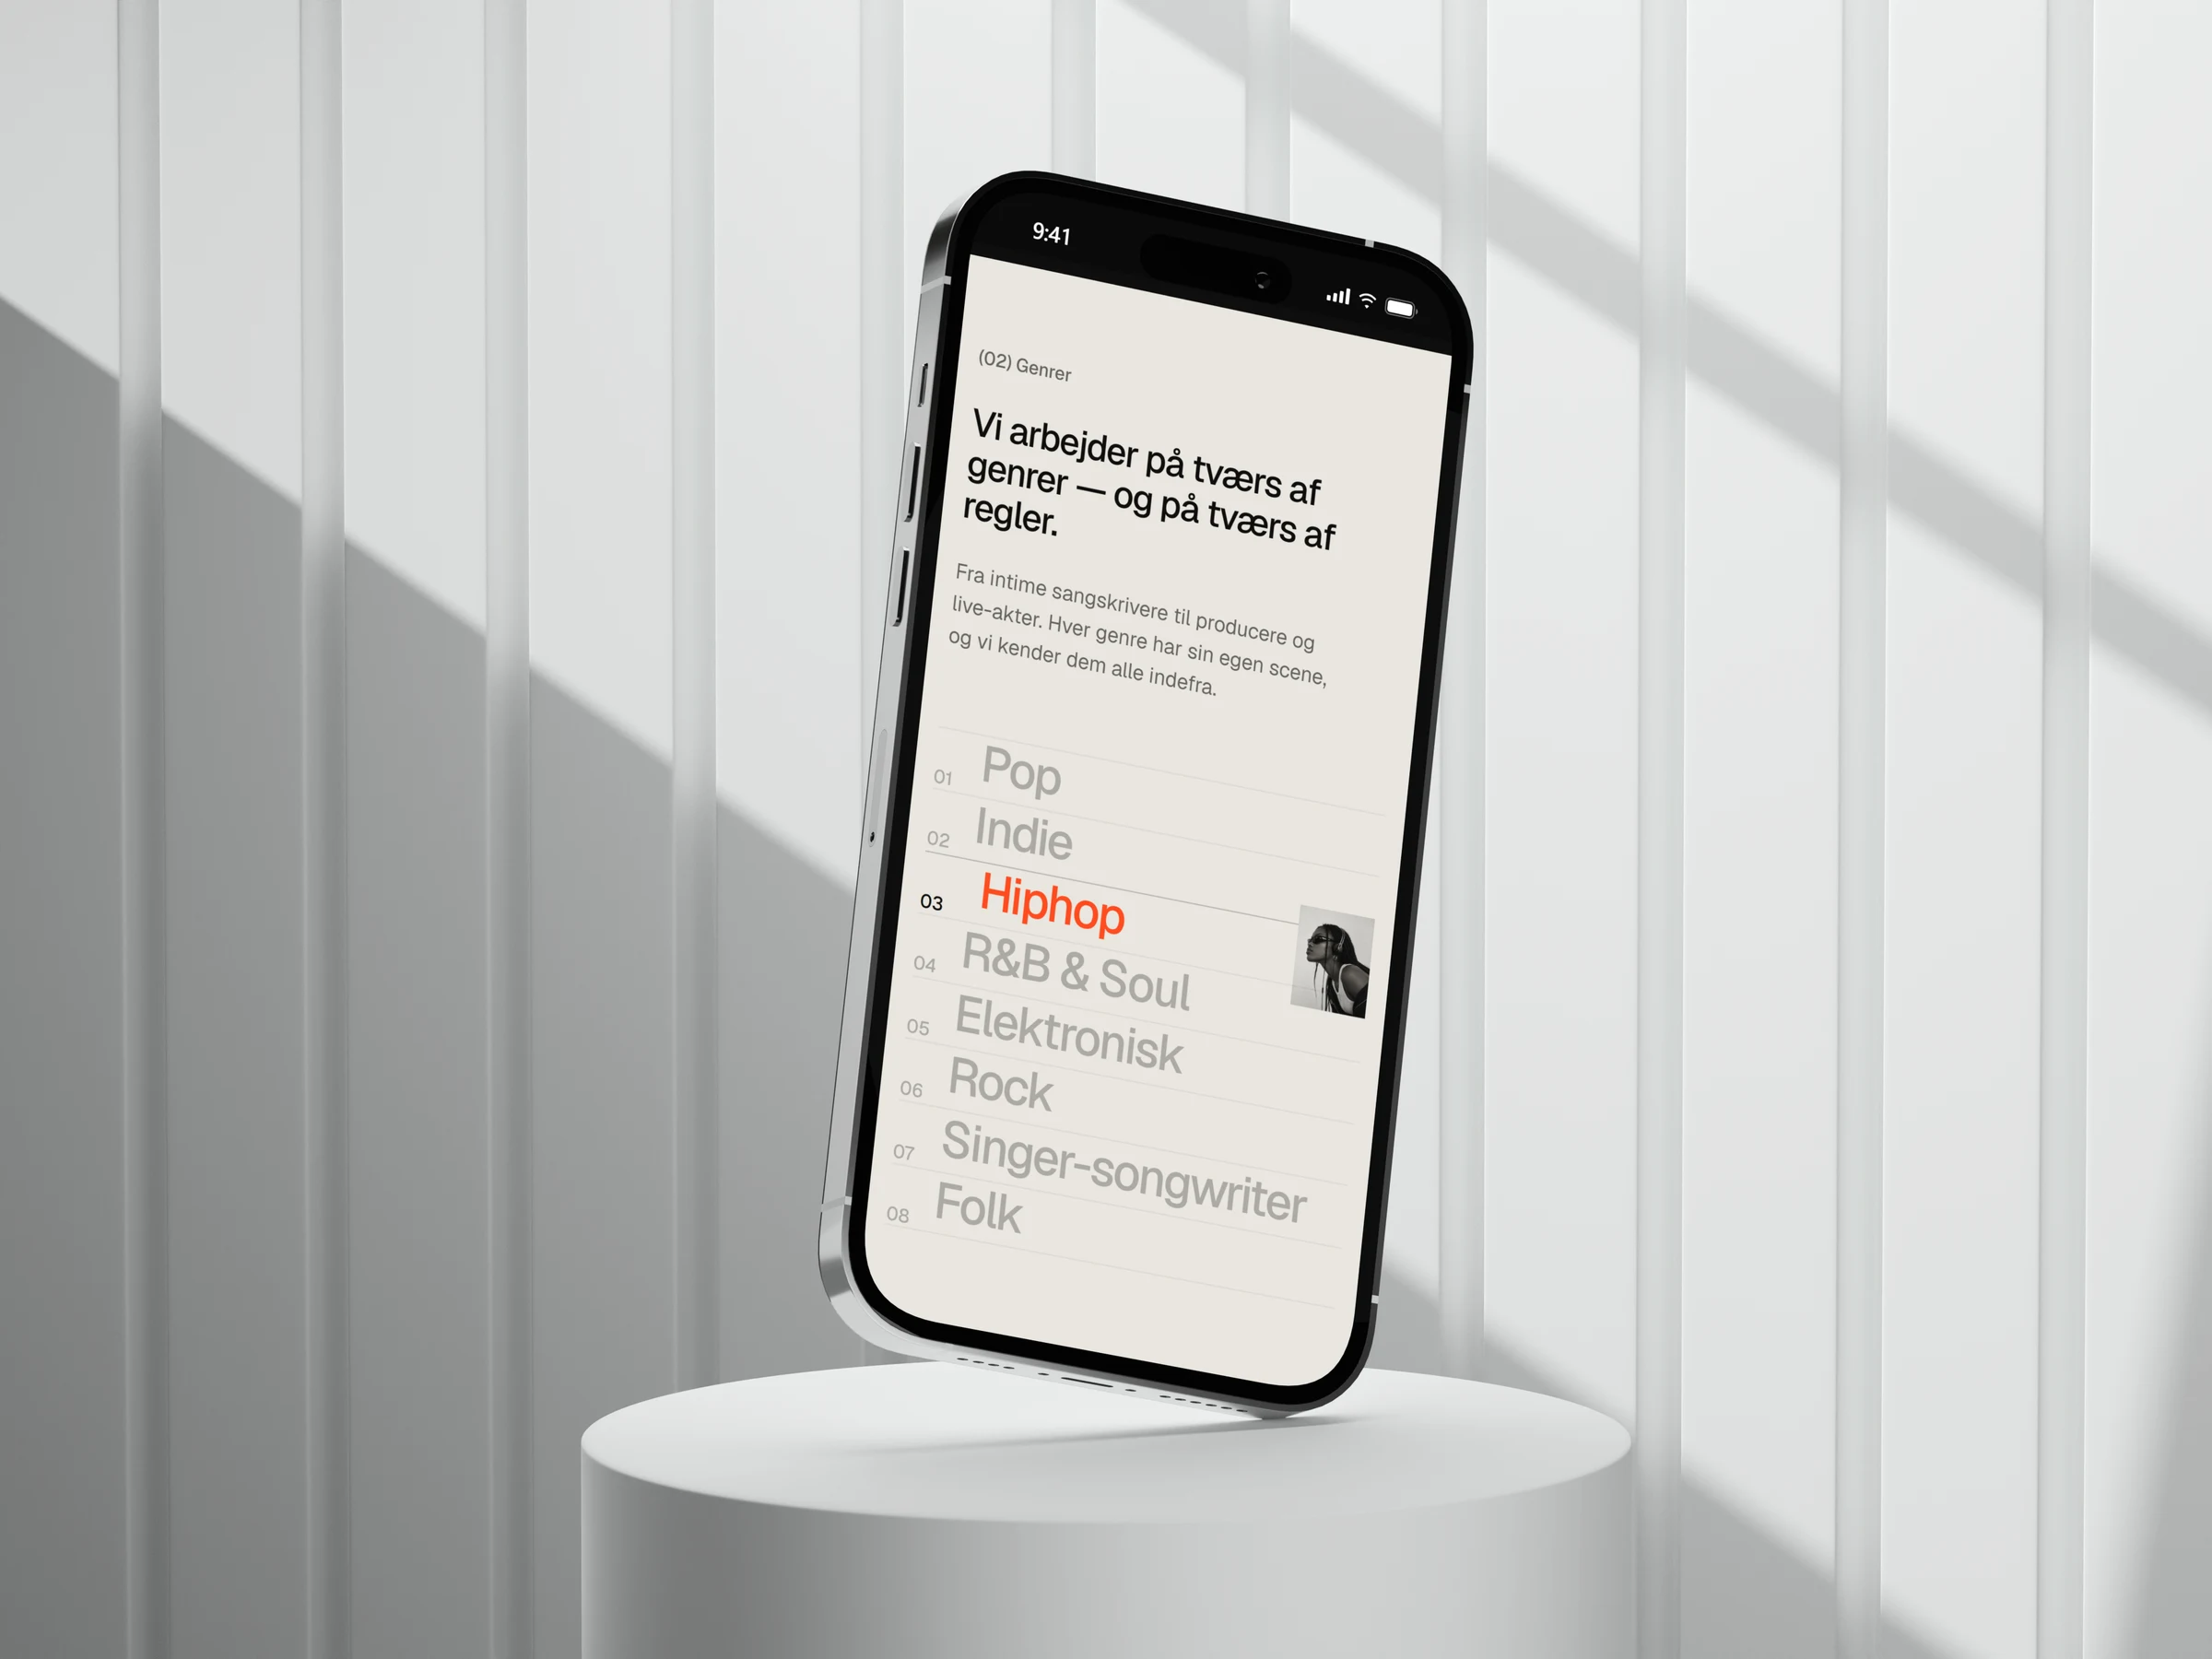 9:41
(02) Genrer
Vi arbejder på tværs af
genrer — og på tværs af
regler.
Fra intime sangskrivere til producere og
live-akter. Hver genre har sin egen scene,
og vi kender dem alle indefra.
01 Pop
02 Indie
03 Hiphop
04 R&B & Soul
05 Elektronisk
06 Rock
07 Singer-songwriter
08 Folk